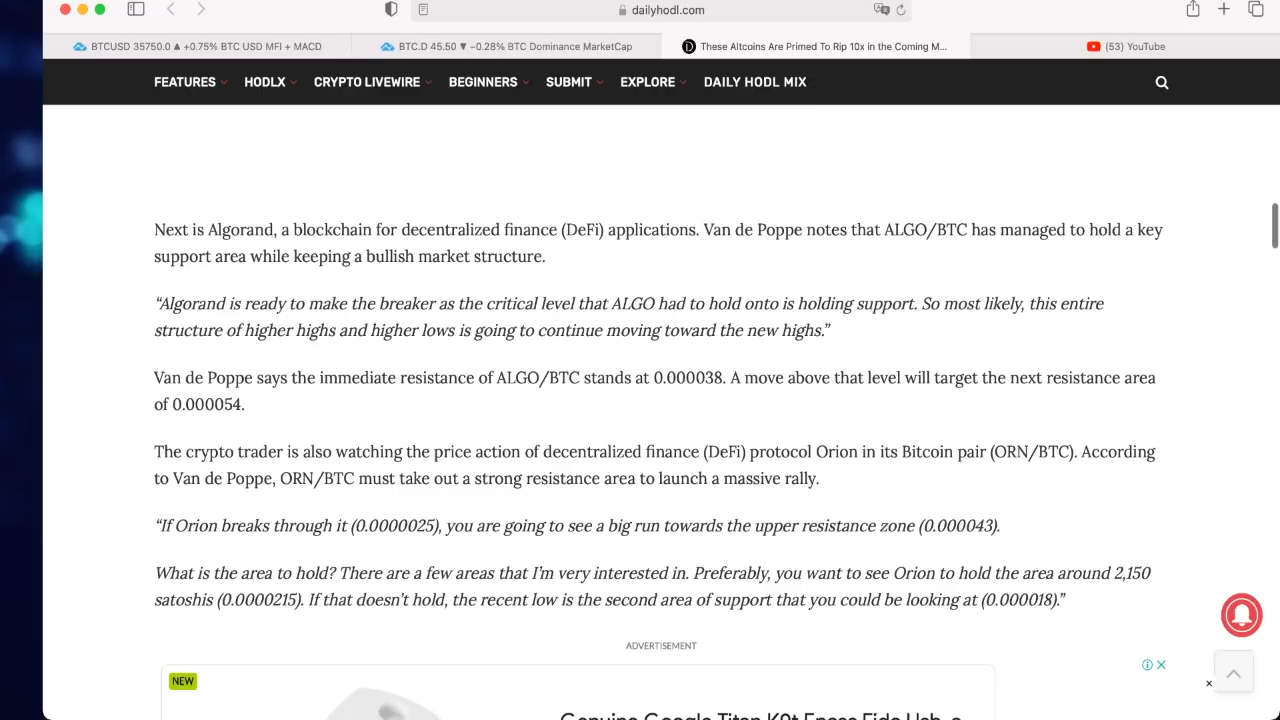 dailyhodl.com
BTCUSD 35750.0 ▲ +0.75% BTC USD MFI + MACD
BTC.D 45.50 ▼ −0.28% BTC Dominance MarketCap
These Altcoins Are Primed To Rip 10x in the Coming M...
(53) YouTube
FEATURES
HODLX
CRYPTO LIVEWIRE
BEGINNERS
SUBMIT
EXPLORE
DAILY HODL MIX
Next is Algorand, a blockchain for decentralized finance (DeFi) applications. Van de Poppe notes that ALGO/BTC has managed to hold a key
support area while keeping a bullish market structure.
“Algorand is ready to make the breaker as the critical level that ALGO had to hold onto is holding support. So most likely, this entire
structure of higher highs and higher lows is going to continue moving toward the new highs.”
Van de Poppe says the immediate resistance of ALGO/BTC stands at 0.000038. A move above that level will target the next resistance area
of 0.000054.
The crypto trader is also watching the price action of decentralized finance (DeFi) protocol Orion in its Bitcoin pair (ORN/BTC). According
to Van de Poppe, ORN/BTC must take out a strong resistance area to launch a massive rally.
“If Orion breaks through it (0.0000025), you are going to see a big run towards the upper resistance zone (0.000043).
What is the area to hold? There are a few areas that I’m very interested in. Preferably, you want to see Orion to hold the area around 2,150
satoshis (0.0000215). If that doesn’t hold, the recent low is the second area of support that you could be looking at (0.000018).”
ADVERTISEMENT
NEW
Genuine Google Titan